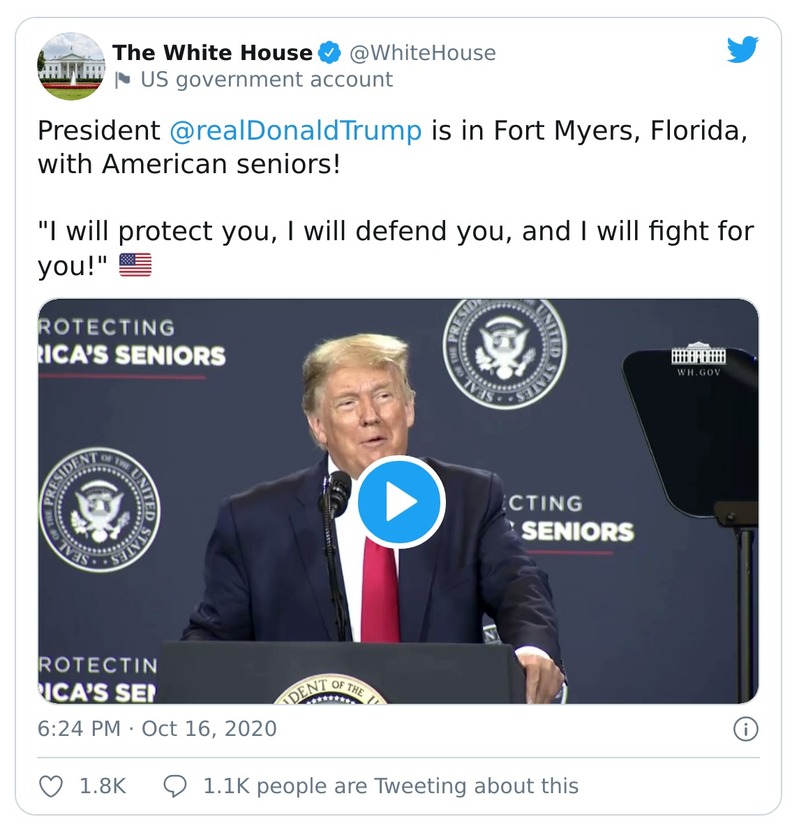 The White House @WhiteHouse
US government account
President @realDonaldTrump is in Fort Myers, Florida,
with American seniors!
"I will protect you, I will defend you, and I will fight for
you!" 🇺🇸
ROTECTING
RICA'S SENIORS
SEAL OF THE PRESIDENT OF THE UNITED STATES
WH.GOV
SEAL OF THE PRESIDENT OF THE UNITED STATES
CTING
SENIORS
ROTECTIN
RICA'S SEN
DENT OF THE U
6:24 PM · Oct 16, 2020
1.8K
1.1K people are Tweeting about this